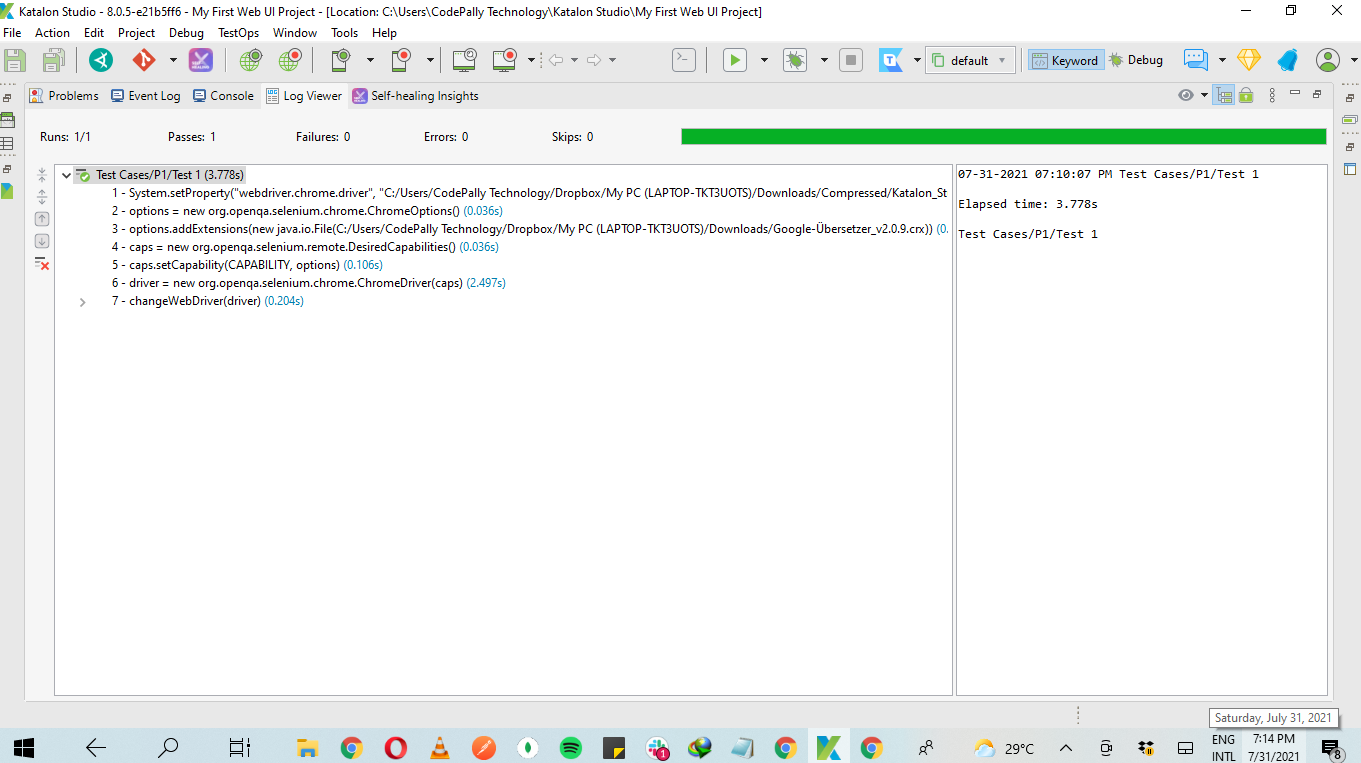 Katalon Studio - 8.0.5-e21b5ff6 - My First Web UI Project - [Location: C:\Users\CodePally Technology\Katalon Studio\My First Web UI Project]
File Action Edit Project Debug TestOps Window Tools Help
default Keyword Debug
Problems Event Log Console Log Viewer Self-healing Insights
Runs: 1/1 Passes: 1 Failures: 0 Errors: 0 Skips: 0
Test Cases/P1/Test 1 (3.778s)
1 - System.setProperty("webdriver.chrome.driver", "C:/Users/CodePally Technology/Dropbox/My PC (LAPTOP-TKT3UOTS)/Downloads/Compressed/Katalon_St
2 - options = new org.openqa.selenium.chrome.ChromeOptions() (0.036s)
3 - options.addExtensions(new java.io.File(C:/Users/CodePally Technology/Dropbox/My PC (LAPTOP-TKT3UOTS)/Downloads/Google-Übersetzer_v2.0.9.crx)) (0.
4 - caps = new org.openqa.selenium.remote.DesiredCapabilities() (0.036s)
5 - caps.setCapability(CAPABILITY, options) (0.106s)
6 - driver = new org.openqa.selenium.chrome.ChromeDriver(caps) (2.497s)
7 - changeWebDriver(driver) (0.204s)
07-31-2021 07:10:07 PM Test Cases/P1/Test 1
Elapsed time: 3.778s
Test Cases/P1/Test 1
Saturday, July 31, 2021
29°C
ENG
INTL
7:14 PM
7/31/2021
1
8